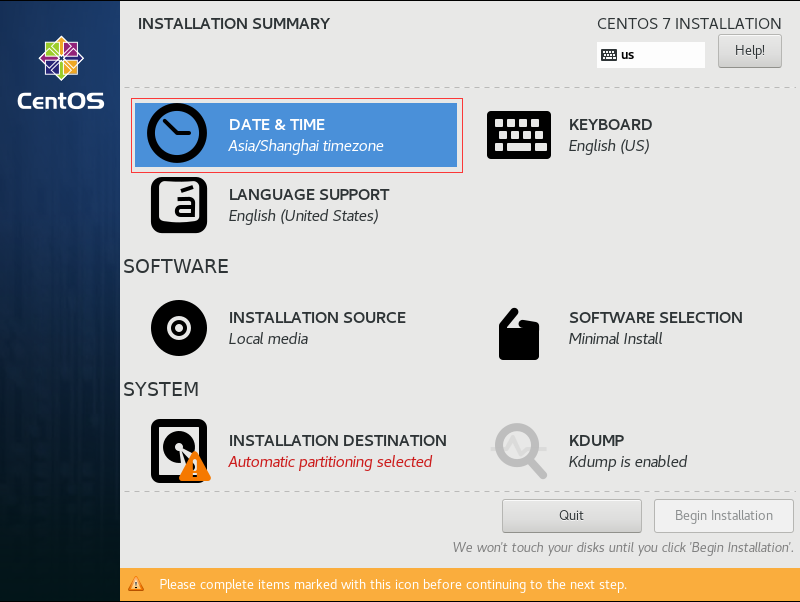 INSTALLATION SUMMARY
CENTOS 7 INSTALLATION
us
Help!
CentOS
DATE & TIME
Asia/Shanghai timezone
KEYBOARD
English (US)
LANGUAGE SUPPORT
English (United States)
SOFTWARE
INSTALLATION SOURCE
Local media
SOFTWARE SELECTION
Minimal Install
SYSTEM
INSTALLATION DESTINATION
Automatic partitioning selected
KDUMP
Kdump is enabled
Quit
Begin Installation
We won't touch your disks until you click 'Begin Installation'.
Please complete items marked with this icon before continuing to the next step.